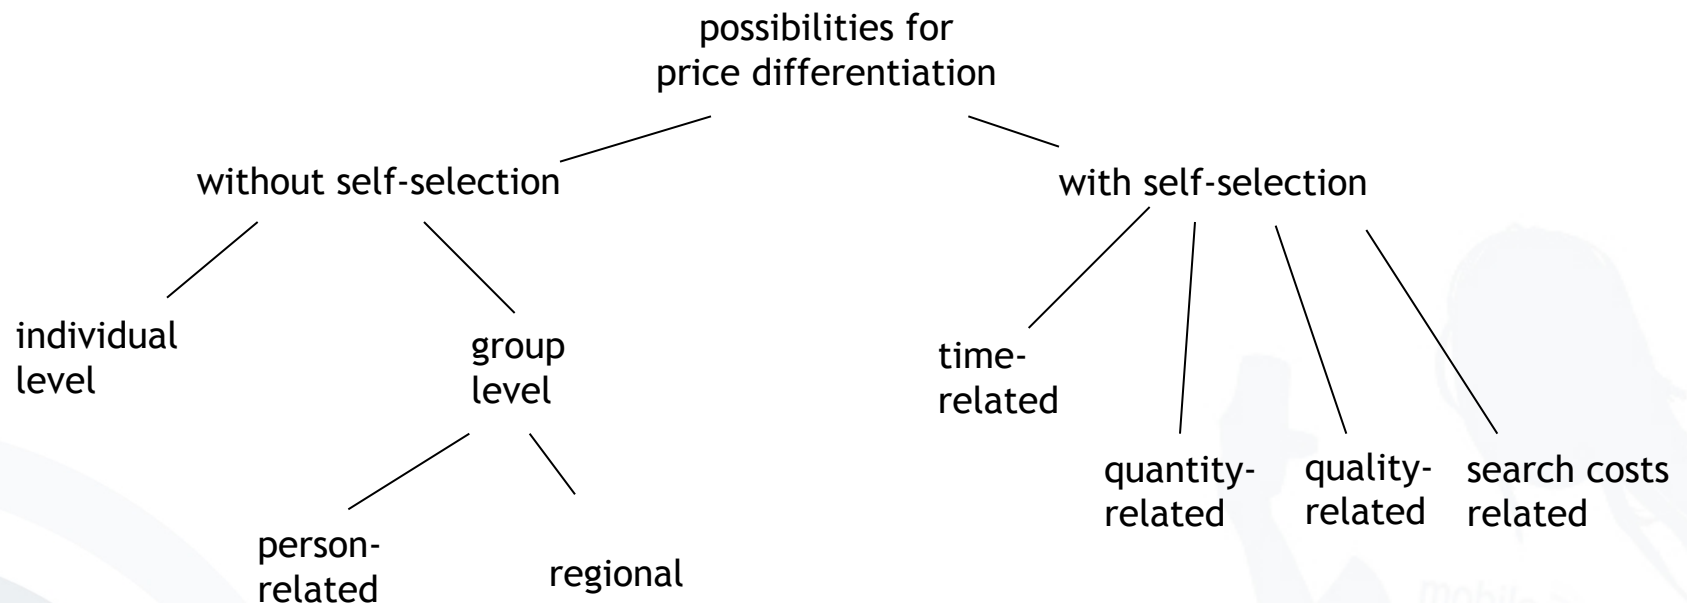 possibilities for
price differentiation
without self-selection
with self-selection
individual
level
group
level
time-
related
quantity-
related
quality-
related
search costs
related
person-
related
regional
mobile